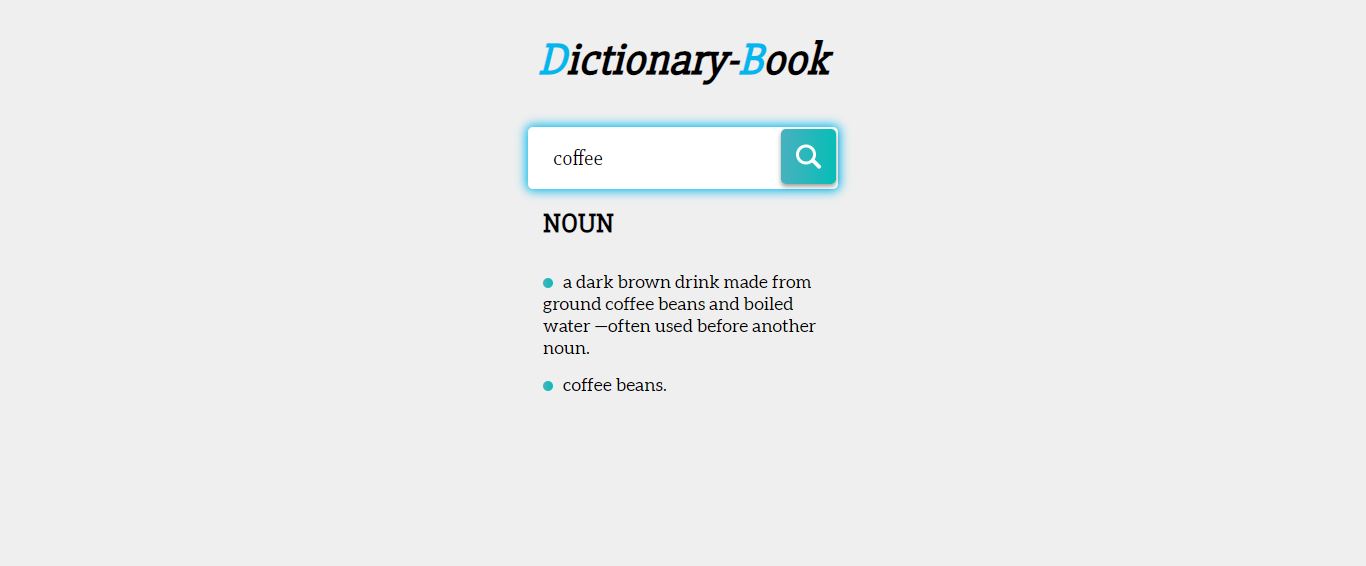 Dictionary-Book
coffee
NOUN
a dark brown drink made from
ground coffee beans and boiled
water —often used before another
noun.
coffee beans.